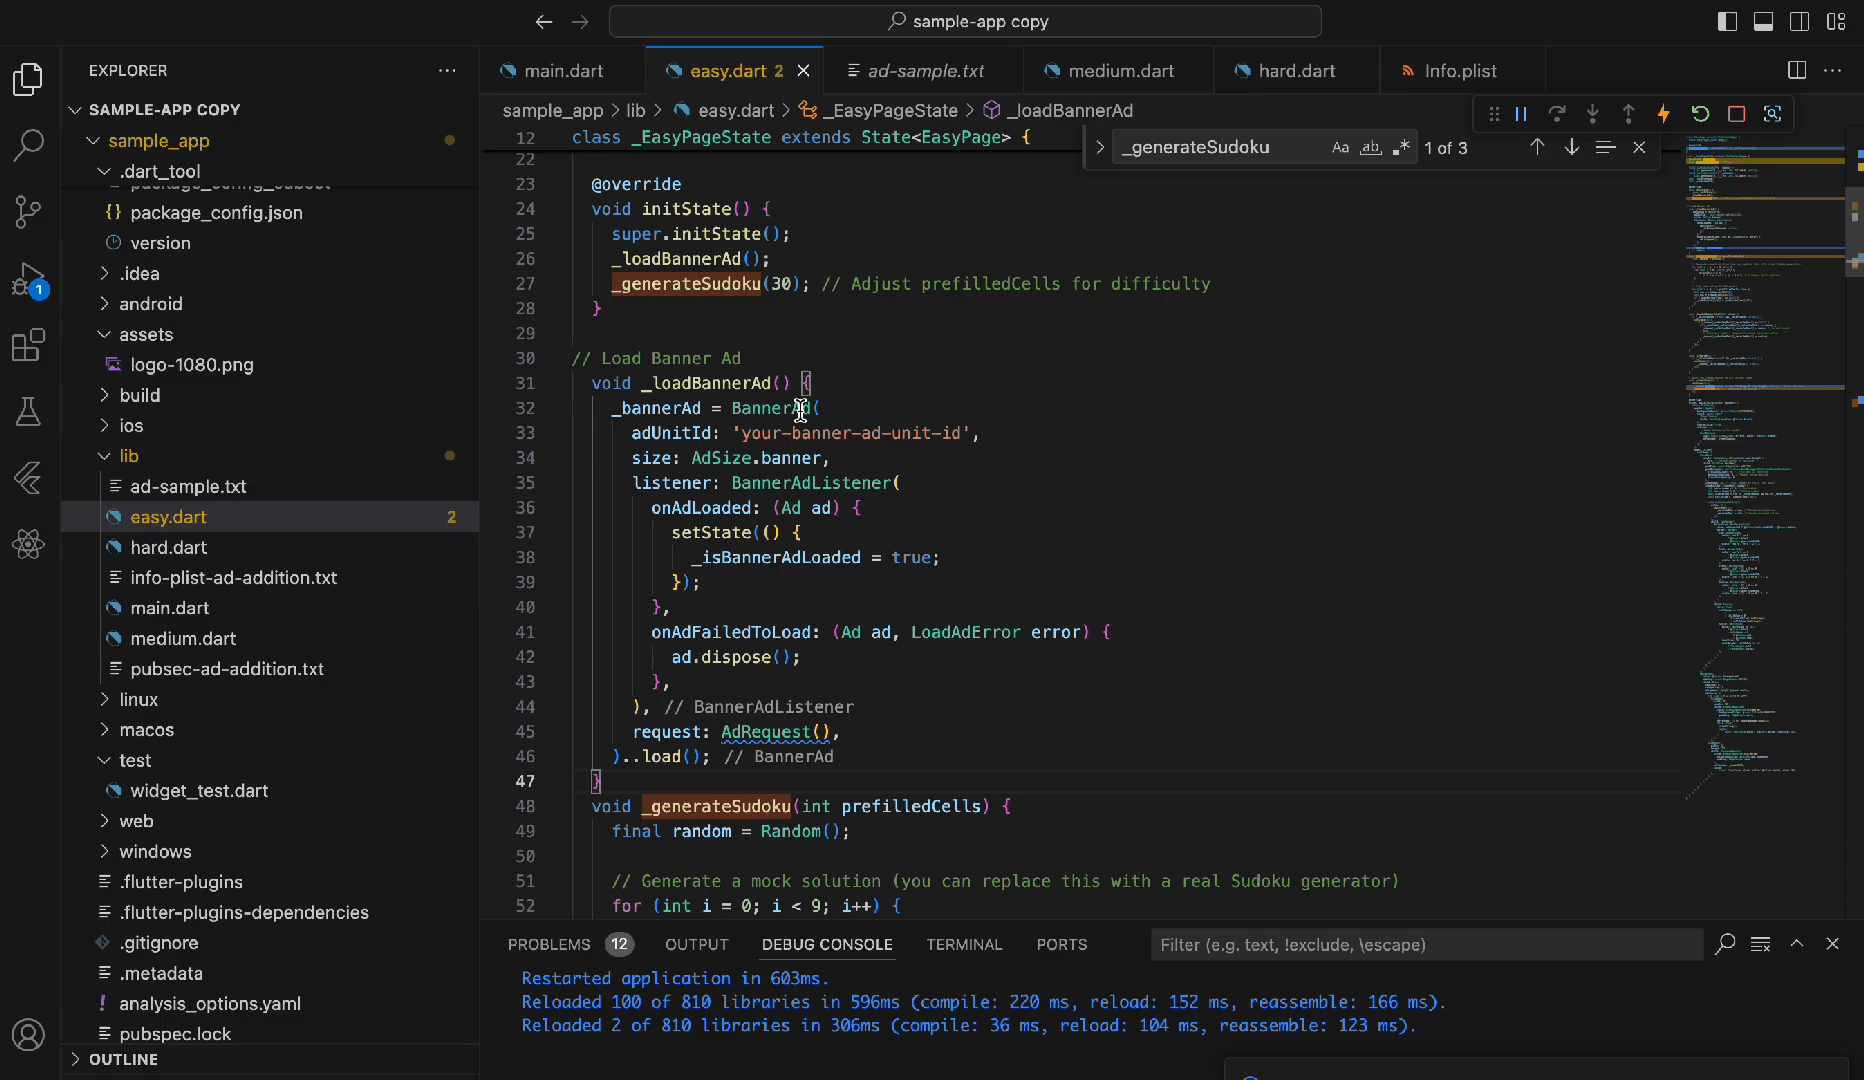 sample-app copy
EXPLORER
SAMPLE-APP COPY
sample_app
.dart_tool
package_config_subset
{} package_config.json
version
.idea
android
assets
logo-1080.png
build
ios
lib
ad-sample.txt
easy.dart 2
hard.dart
info-plist-ad-addition.txt
main.dart
medium.dart
pubsec-ad-addition.txt
linux
macos
test
widget_test.dart
web
windows
.flutter-plugins
.flutter-plugins-dependencies
.gitignore
.metadata
! analysis_options.yaml
pubspec.lock
OUTLINE
1
main.dart
easy.dart 2
ad-sample.txt
medium.dart
hard.dart
Info.plist
sample_app > lib > easy.dart > _EasyPageState > _loadBannerAd
_generateSudoku Aa ab .* 1 of 3
12 class _EasyPageState extends State<EasyPage> {
22
23 @override
24 void initState() {
25 super.initState();
26 _loadBannerAd();
27 _generateSudoku(30); // Adjust prefilledCells for difficulty
28 }
29
30 // Load Banner Ad
31 void _loadBannerAd() {
32 _bannerAd = BannerAd(
33 adUnitId: 'your-banner-ad-unit-id',
34 size: AdSize.banner,
35 listener: BannerAdListener(
36 onAdLoaded: (Ad ad) {
37 setState(() {
38 _isBannerAdLoaded = true;
39 });
40 },
41 onAdFailedToLoad: (Ad ad, LoadAdError error) {
42 ad.dispose();
43 },
44 ), // BannerAdListener
45 request: AdRequest(),
46 )..load(); // BannerAd
47 }
48 void _generateSudoku(int prefilledCells) {
49 final random = Random();
50
51 // Generate a mock solution (you can replace this with a real Sudoku generator)
52 for (int i = 0; i < 9; i++) {
PROBLEMS 12 OUTPUT DEBUG CONSOLE TERMINAL PORTS Filter (e.g. text, !exclude, \escape)
Restarted application in 603ms.
Reloaded 100 of 810 libraries in 596ms (compile: 220 ms, reload: 152 ms, reassemble: 166 ms).
Reloaded 2 of 810 libraries in 306ms (compile: 36 ms, reload: 104 ms, reassemble: 123 ms).